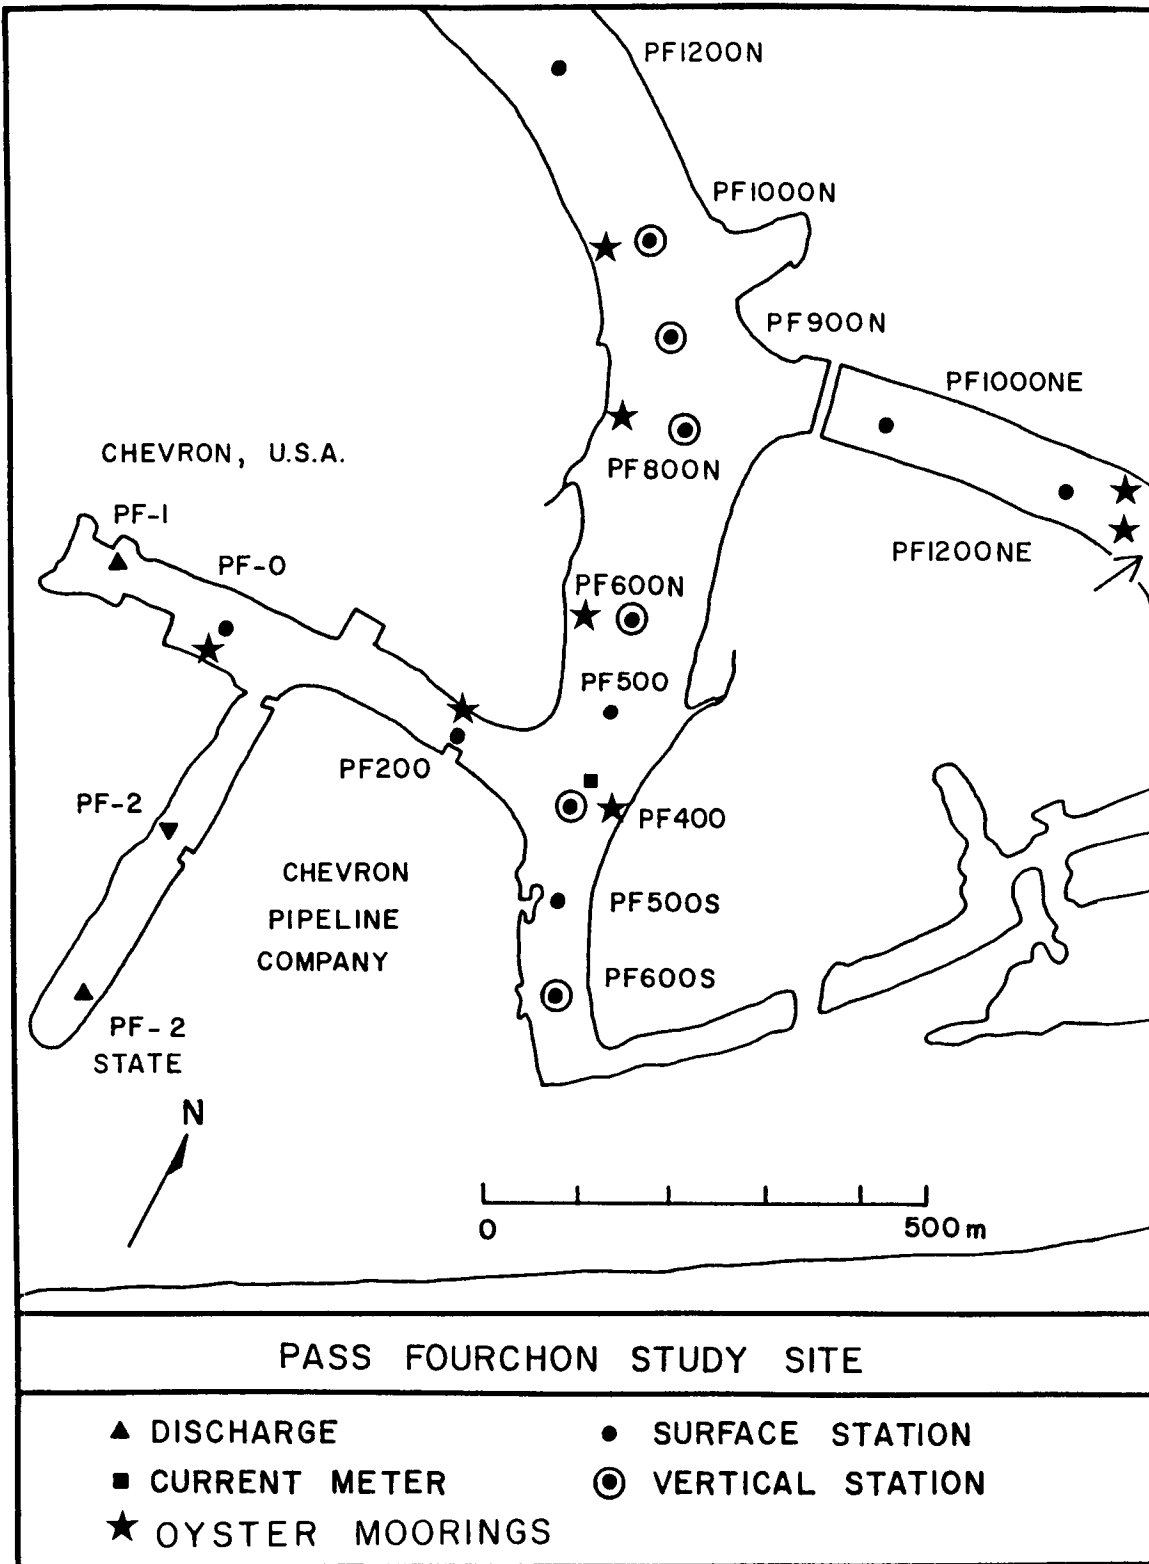 PF1200N
PF1000N
PF900N
PF1000NE
CHEVRON, U.S.A.
PF800N
PF-1
PF1200NE
PF-0
PF600N
PF500
PF200
PF-2
PF400
CHEVRON
PIPELINE
COMPANY
PF500S
PF600S
PF-2
STATE
N
0
500m
PASS FOURCHON STUDY SITE
DISCHARGE
SURFACE STATION
CURRENT METER
VERTICAL STATION
OYSTER MOORINGS